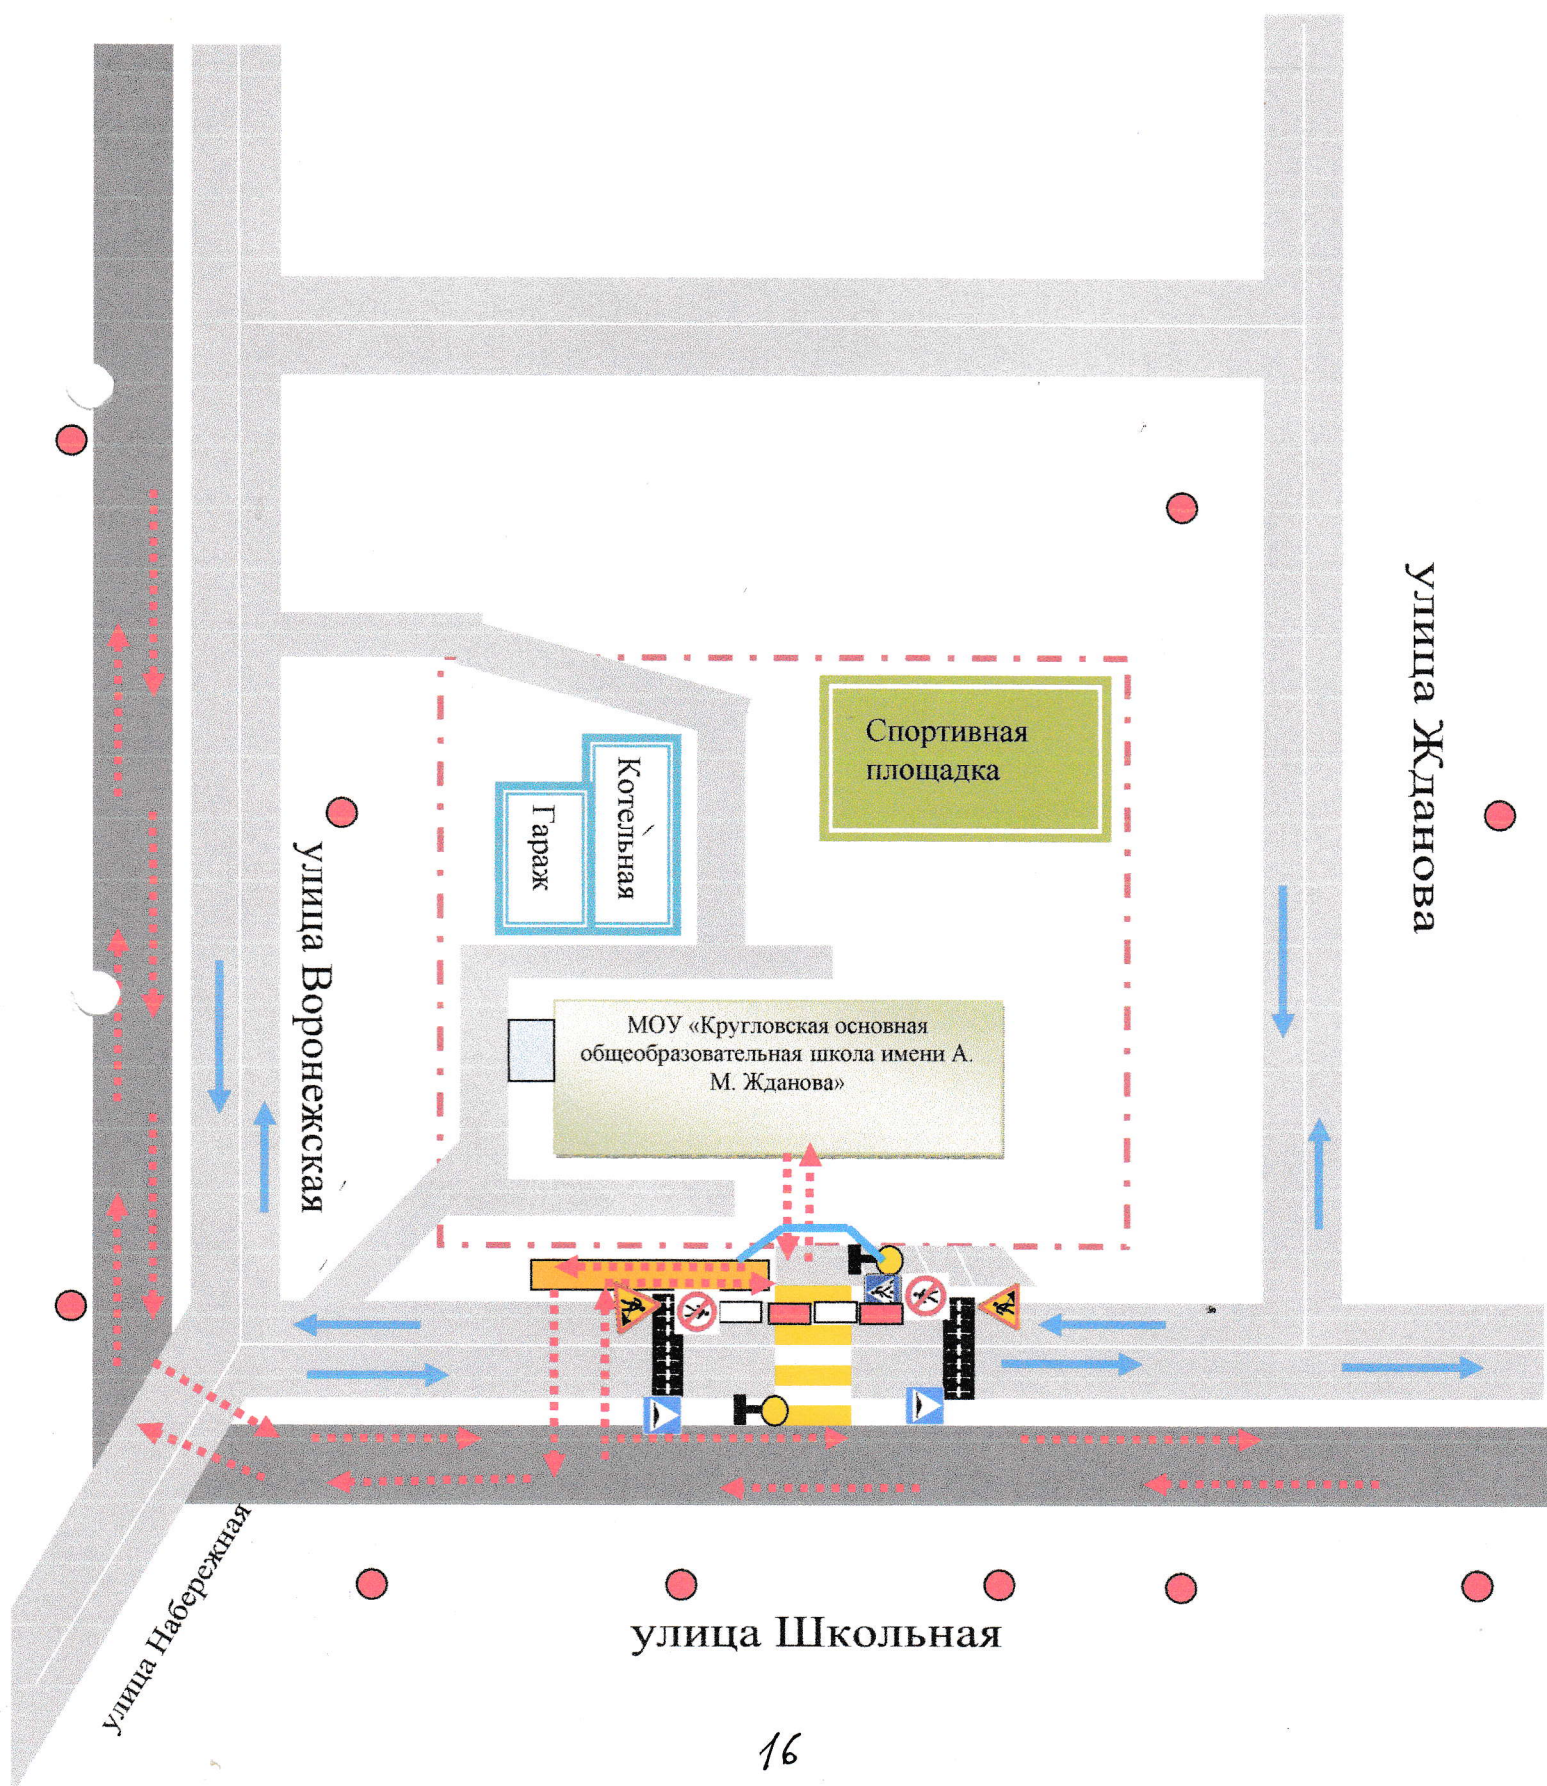 улица Жданова
Спортивная
площадка
Котельная
Гараж
улица Воронежская
МОУ «Кругловская основная
общеобразовательная школа имени А.
М. Жданова»
улица Набережная
улица Школьная
16